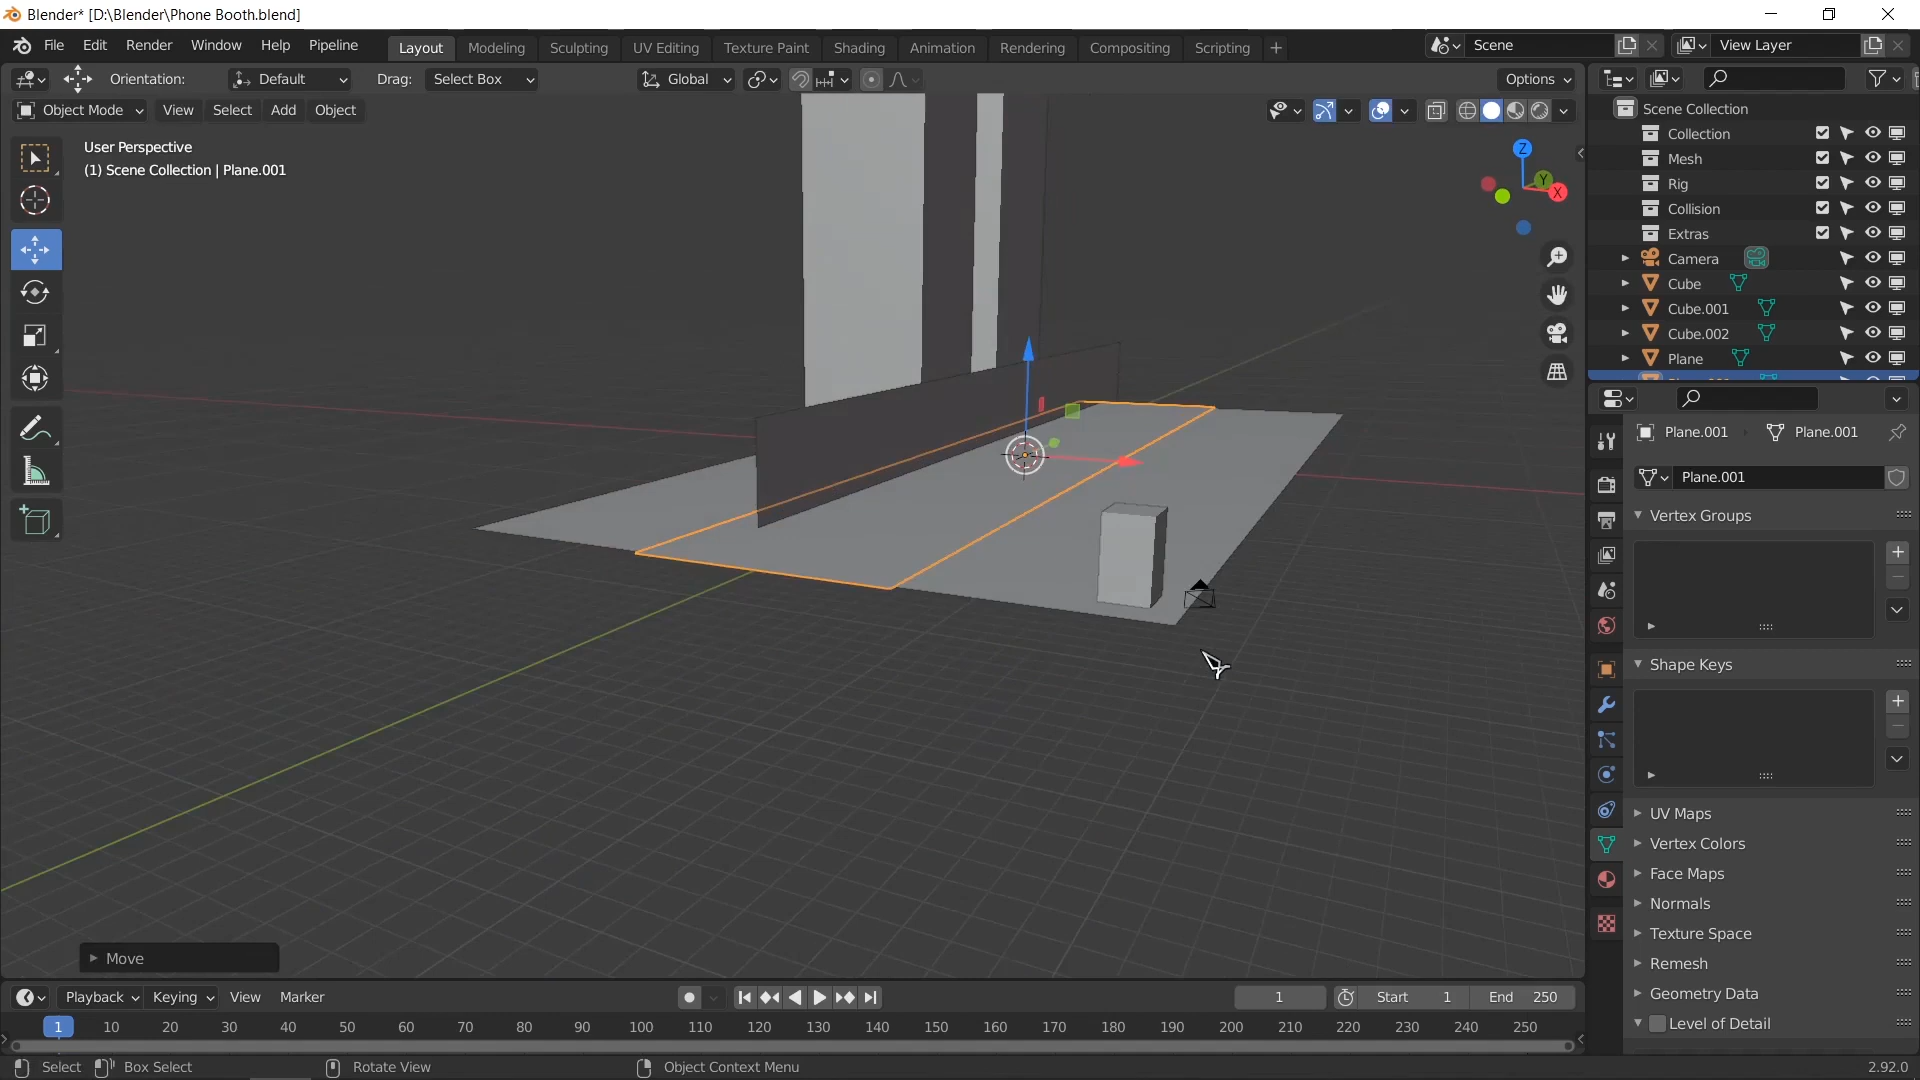 Blender* [D:\Blender\Phone Booth.blend]
File Edit Render Window Help Pipeline Layout Modeling Sculpting UV Editing Texture Paint Shading Animation Rendering Compositing Scripting + Scene View Layer
Orientation: Default Drag: Select Box Global Options
Object Mode View Select Add Object
User Perspective
(1) Scene Collection | Plane.001
Z
Y
X
Scene Collection
Collection
Mesh
Rig
Collision
Extras
Camera
Cube
Cube.001
Cube.002
Plane
Plane.001 Plane.001
Plane.001
Vertex Groups
Shape Keys
UV Maps
Vertex Colors
Face Maps
Normals
Texture Space
Remesh
Geometry Data
Level of Detail
Move
Playback Keying View Marker 1 Start 1 End 250
1 10 20 30 40 50 60 70 80 90 100 110 120 130 140 150 160 170 180 190 200 210 220 230 240 250
Select Box Select Rotate View Object Context Menu 2.92.0